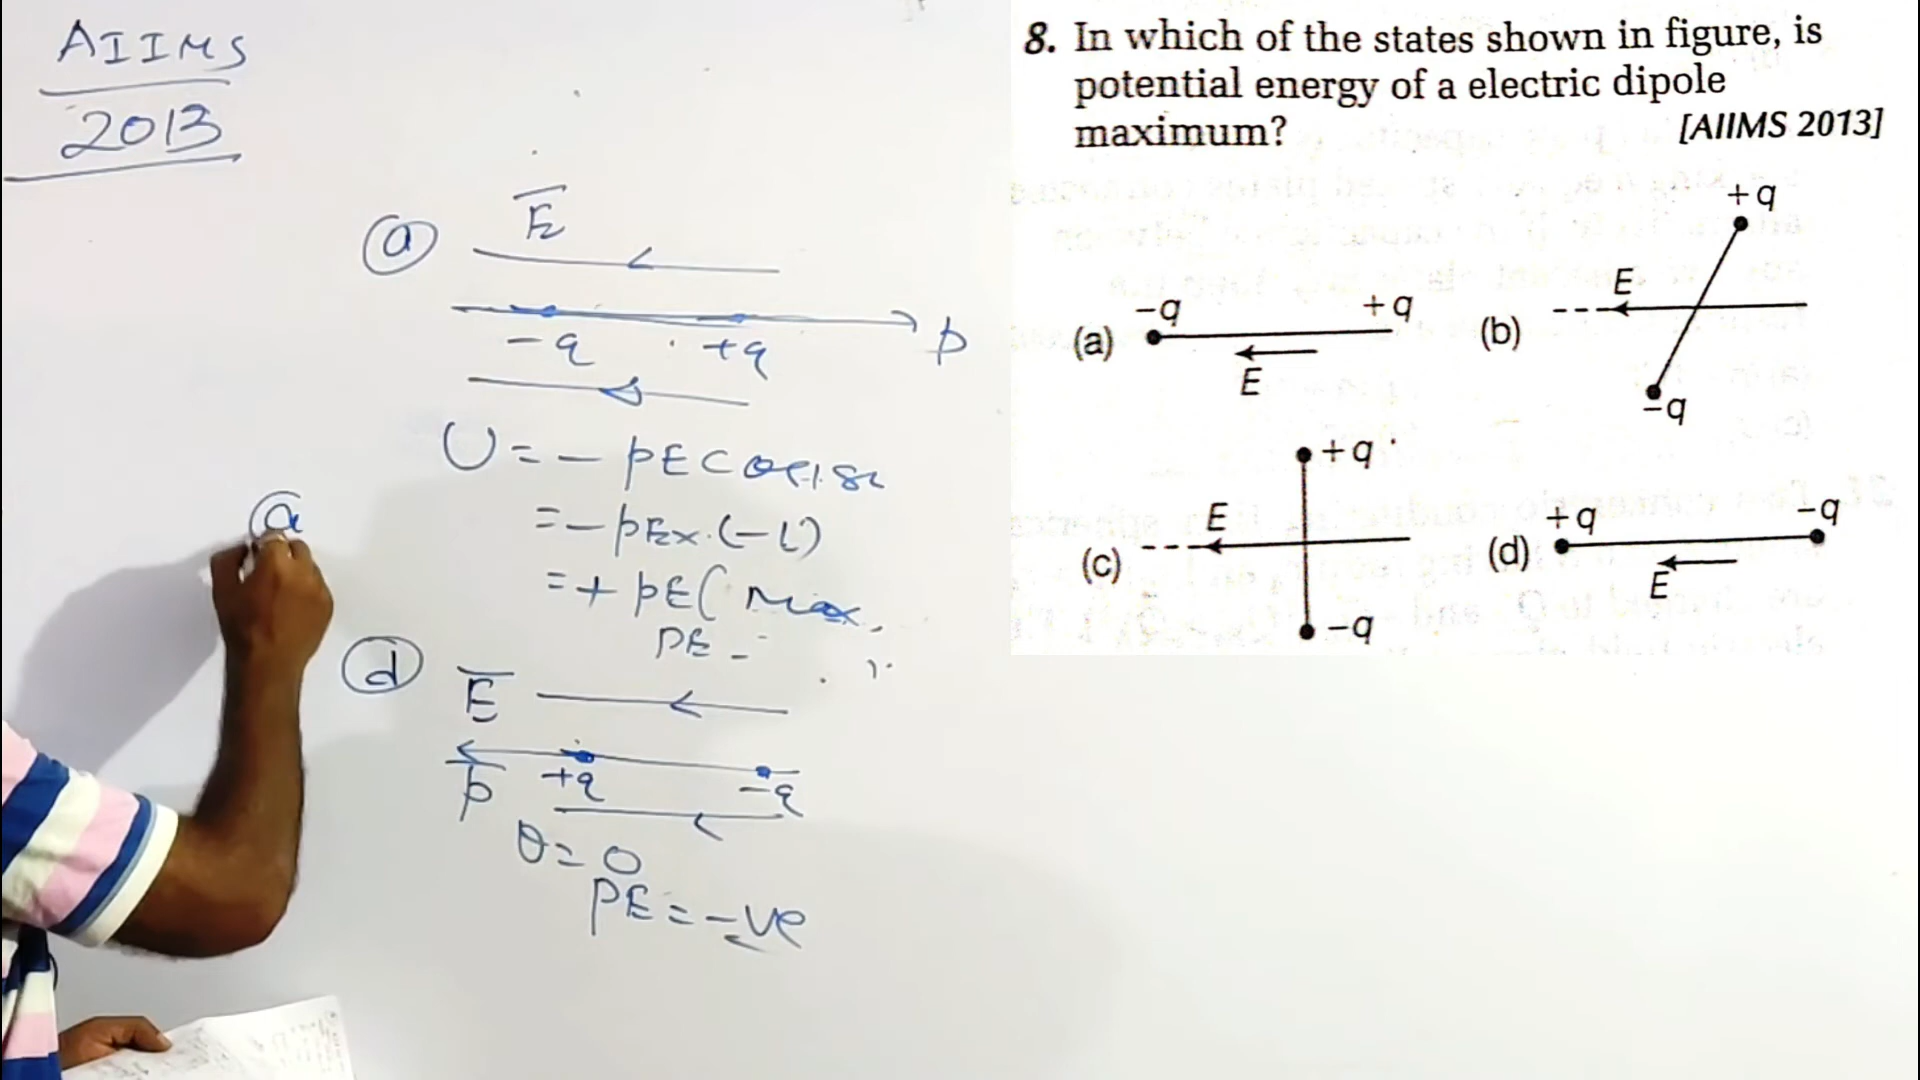 AIIMS
2013
8. In which of the states shown in figure, is
potential energy of a electric dipole
maximum?
[AIIMS 2013]
(a) -q +q
E
(b) +q
E
-q
(c) +q
E
-q
(d) +q -q
E
a E
-q +q p
U = - pE cos 180
= - pE x (-1)
= + pE ( Max.
PE
a
d E
p +q -q
θ = 0
PE = -ve